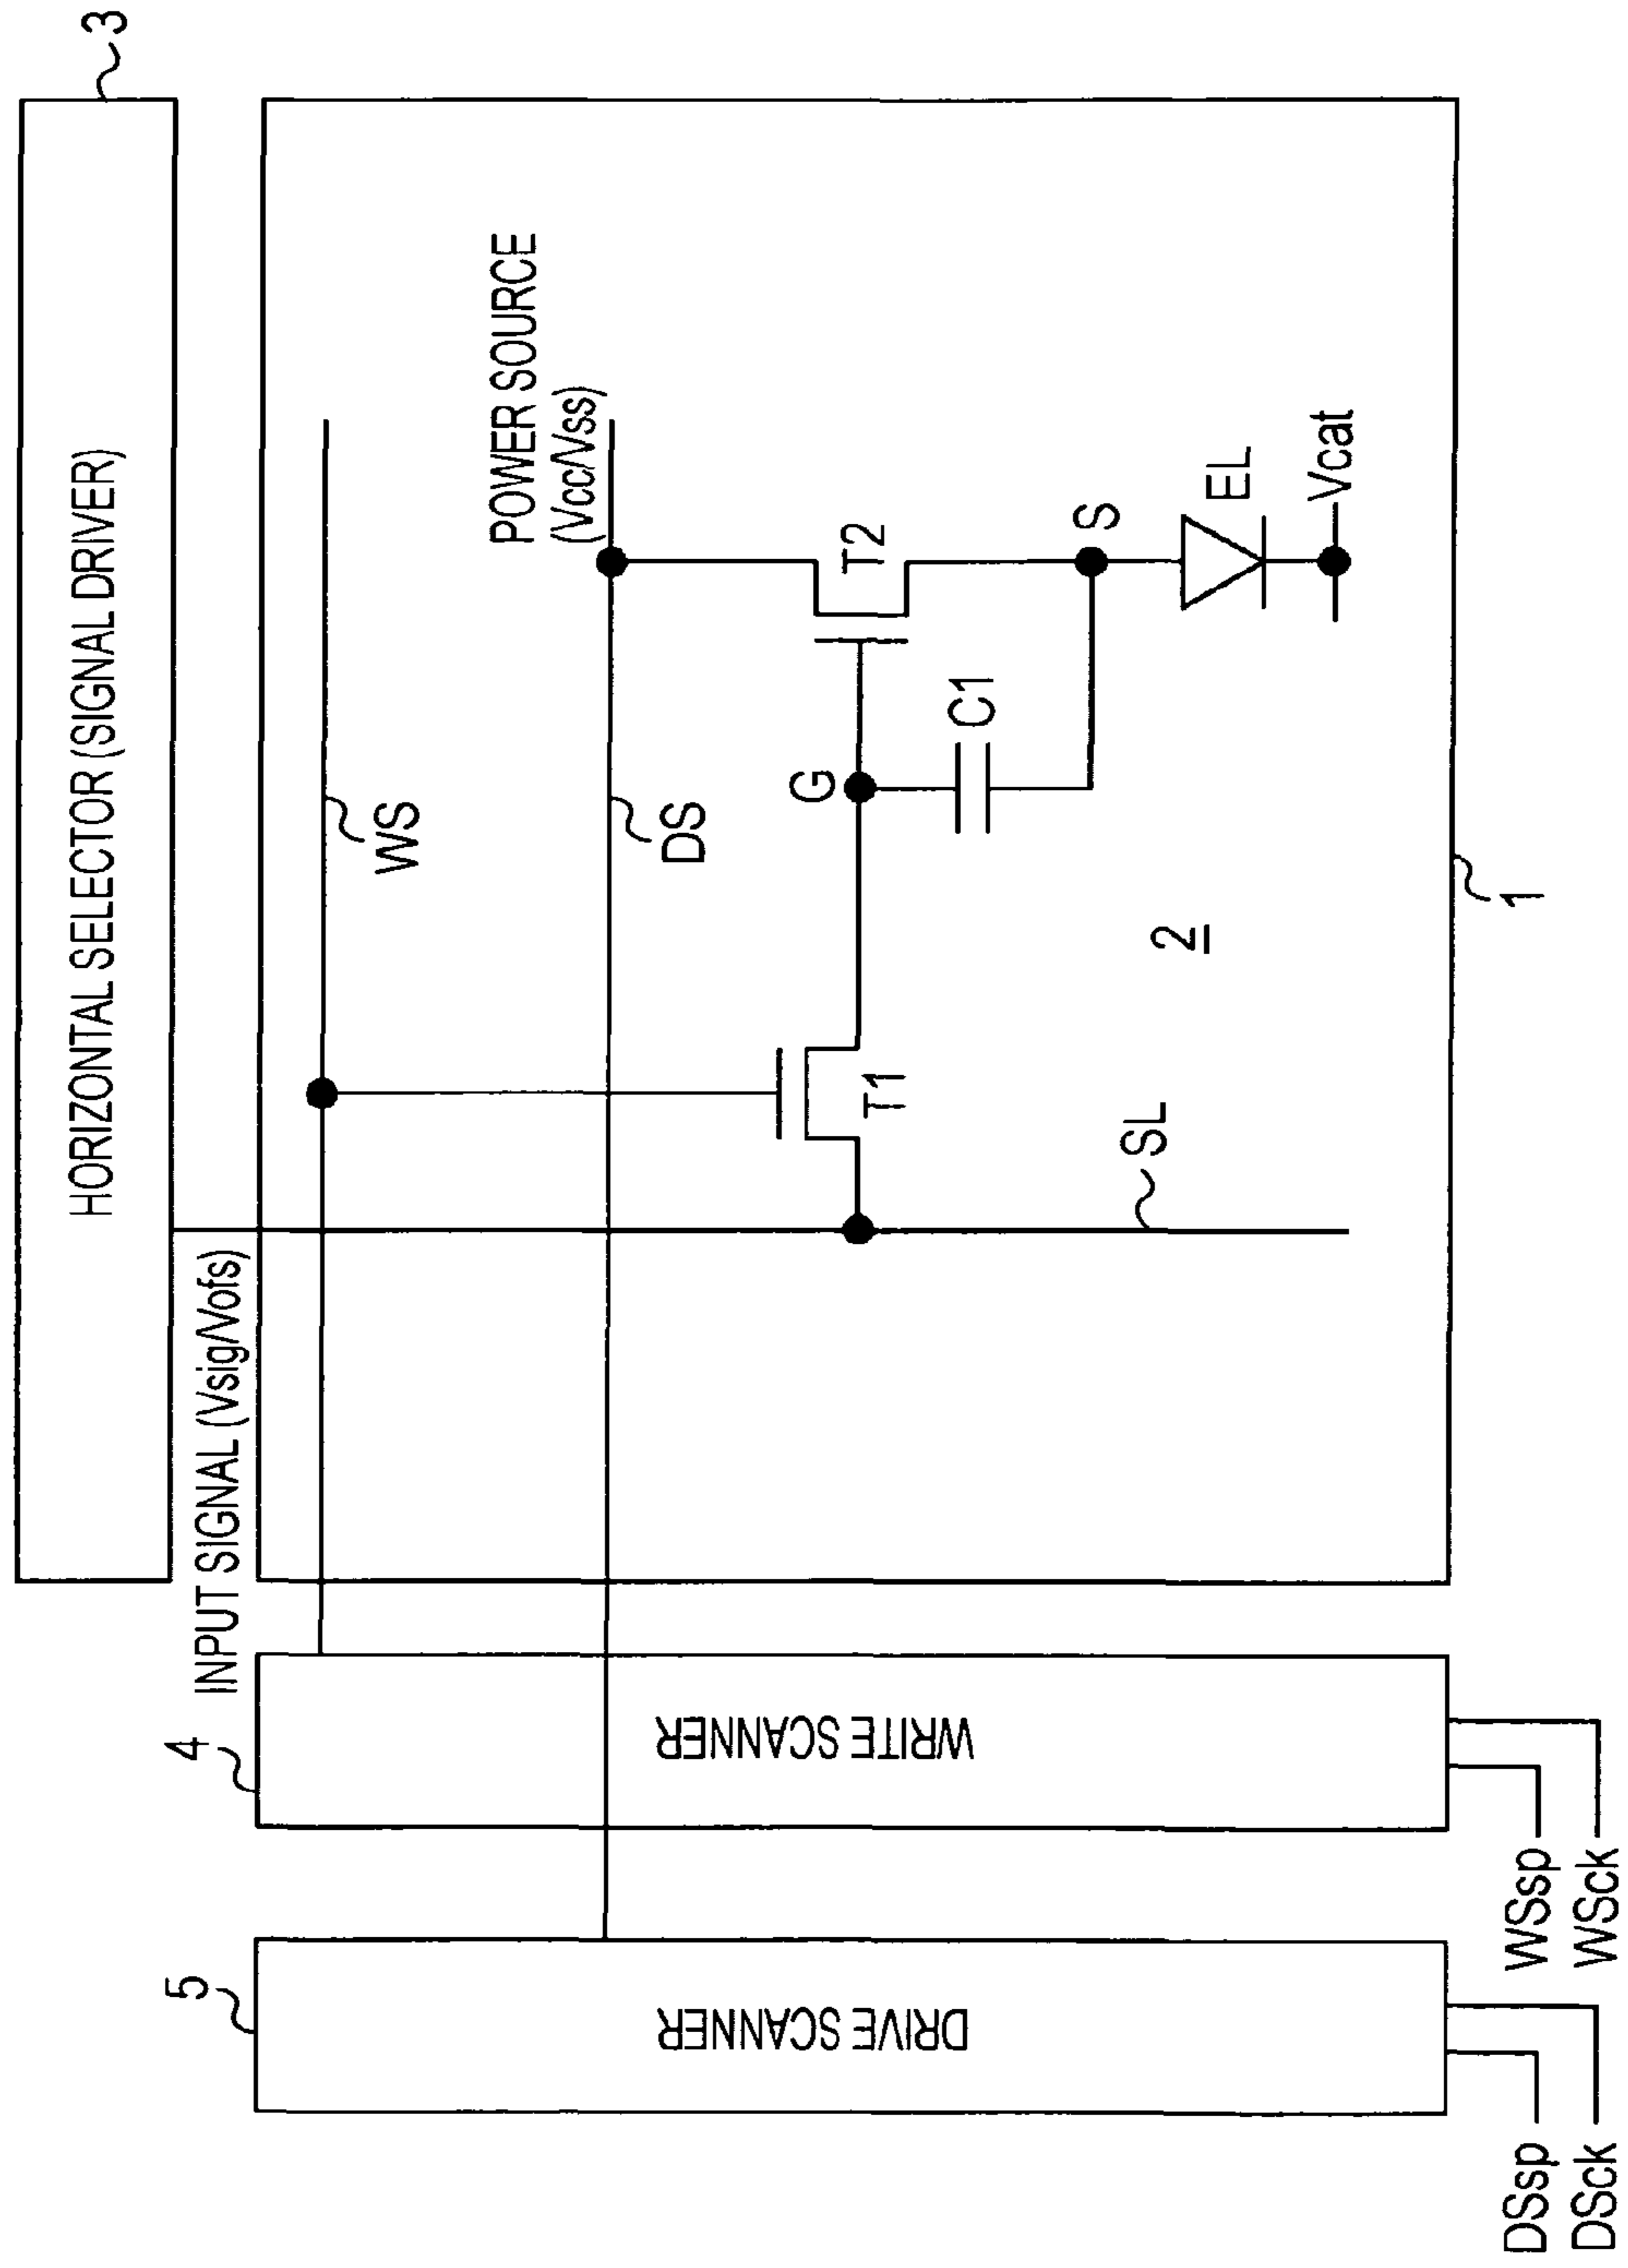 3
HORIZONTAL SELECTOR (SIGNAL DRIVER)
INPUT SIGNAL (Vsig/Vofs)
4
5
WS
POWER SOURCE
(Vcc/Vss)
DS
T2
G
C1
S
EL
T1
SL
2
Vcat
1
WRITE SCANNER
DRIVE SCANNER
WSsp
WSck
DSsp
DSck